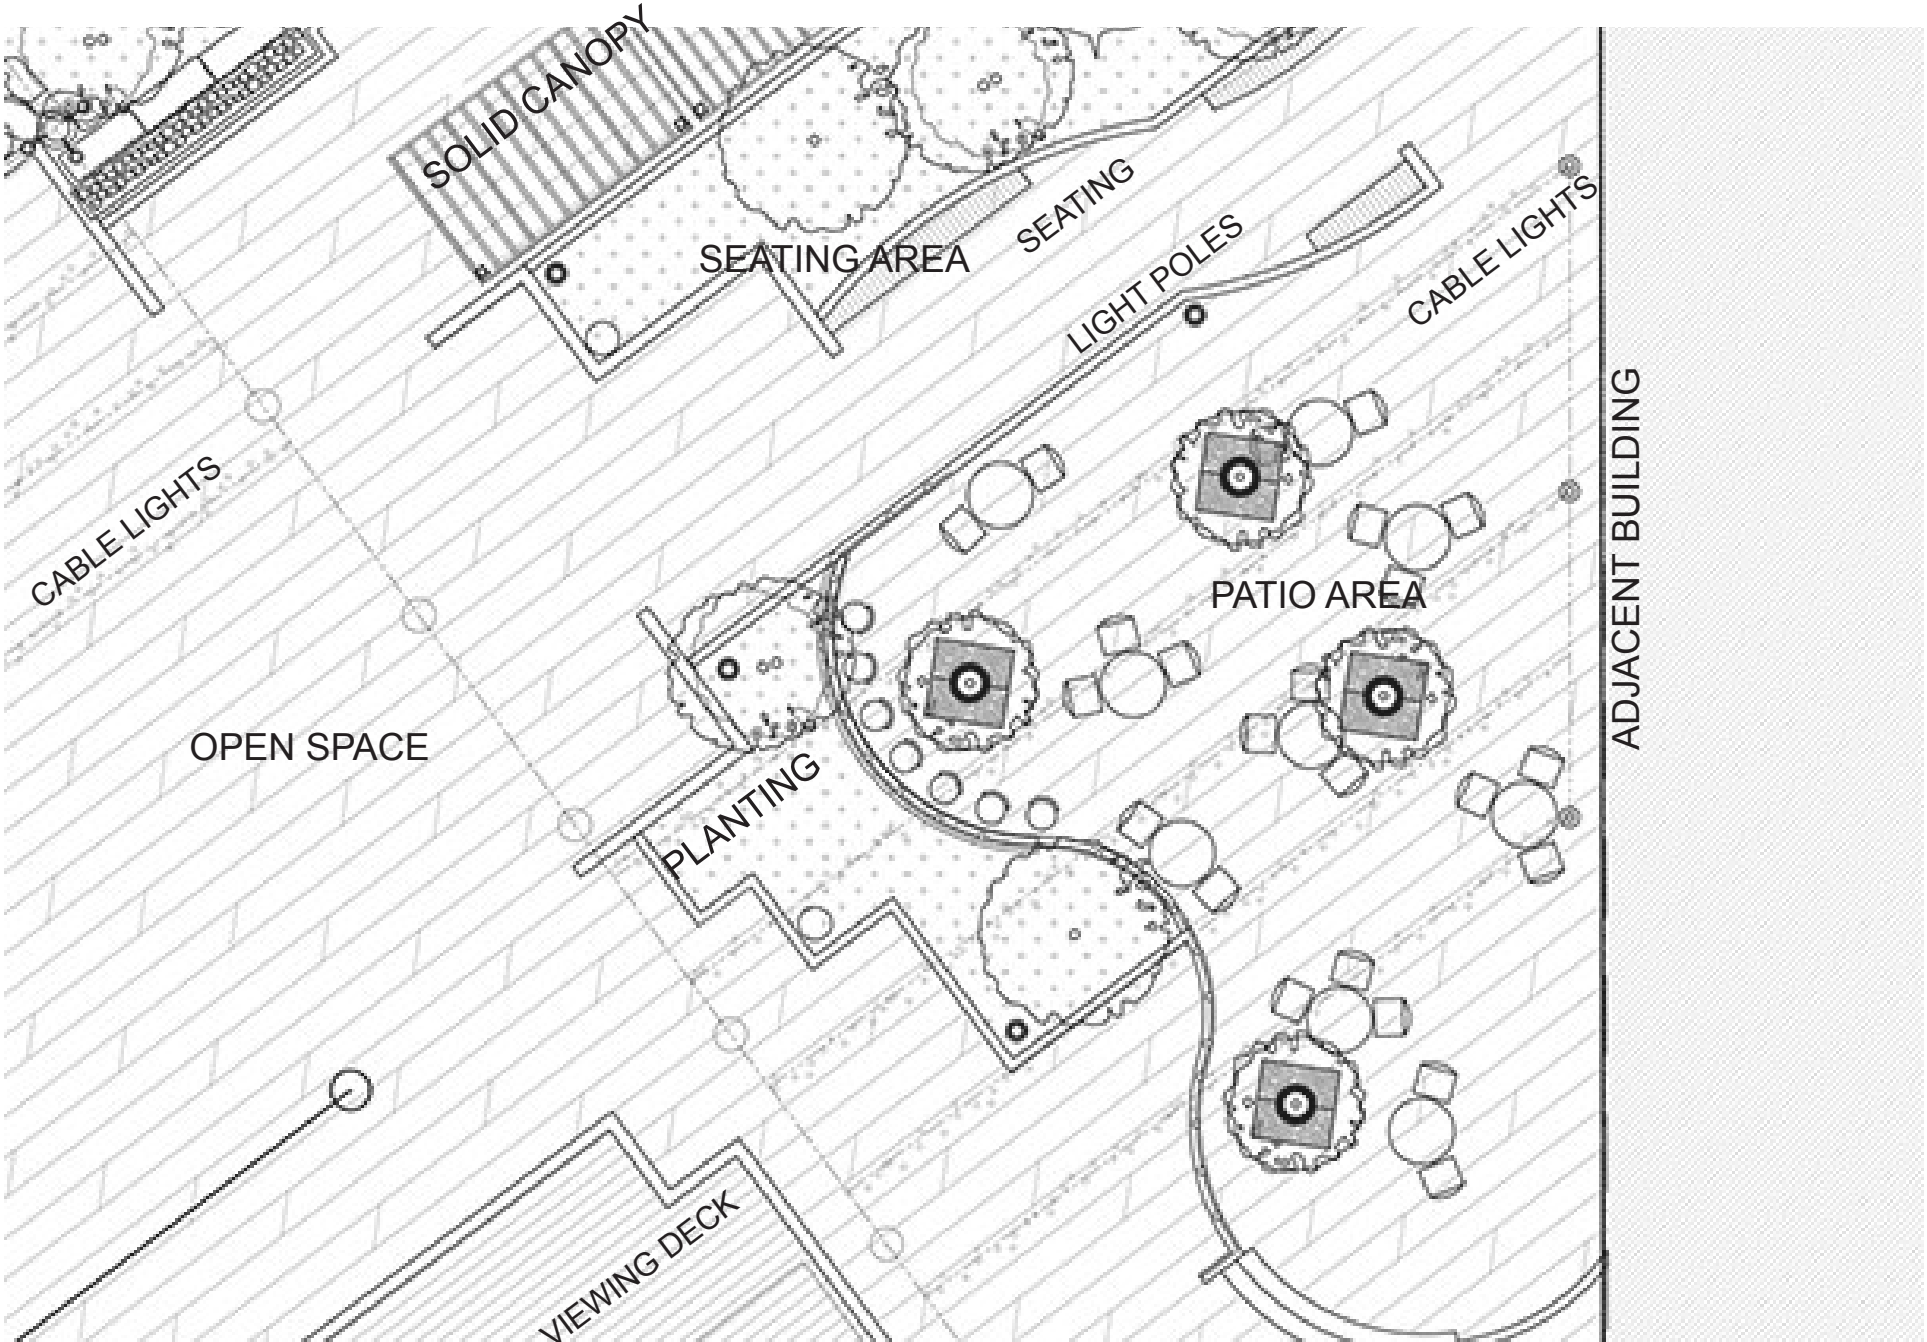 SOLID CANOPY
SEATING AREA
SEATING
LIGHT POLES
CABLE LIGHTS
ADJACENT BUILDING
CABLE LIGHTS
PATIO AREA
OPEN SPACE
PLANTING
VIEWING DECK